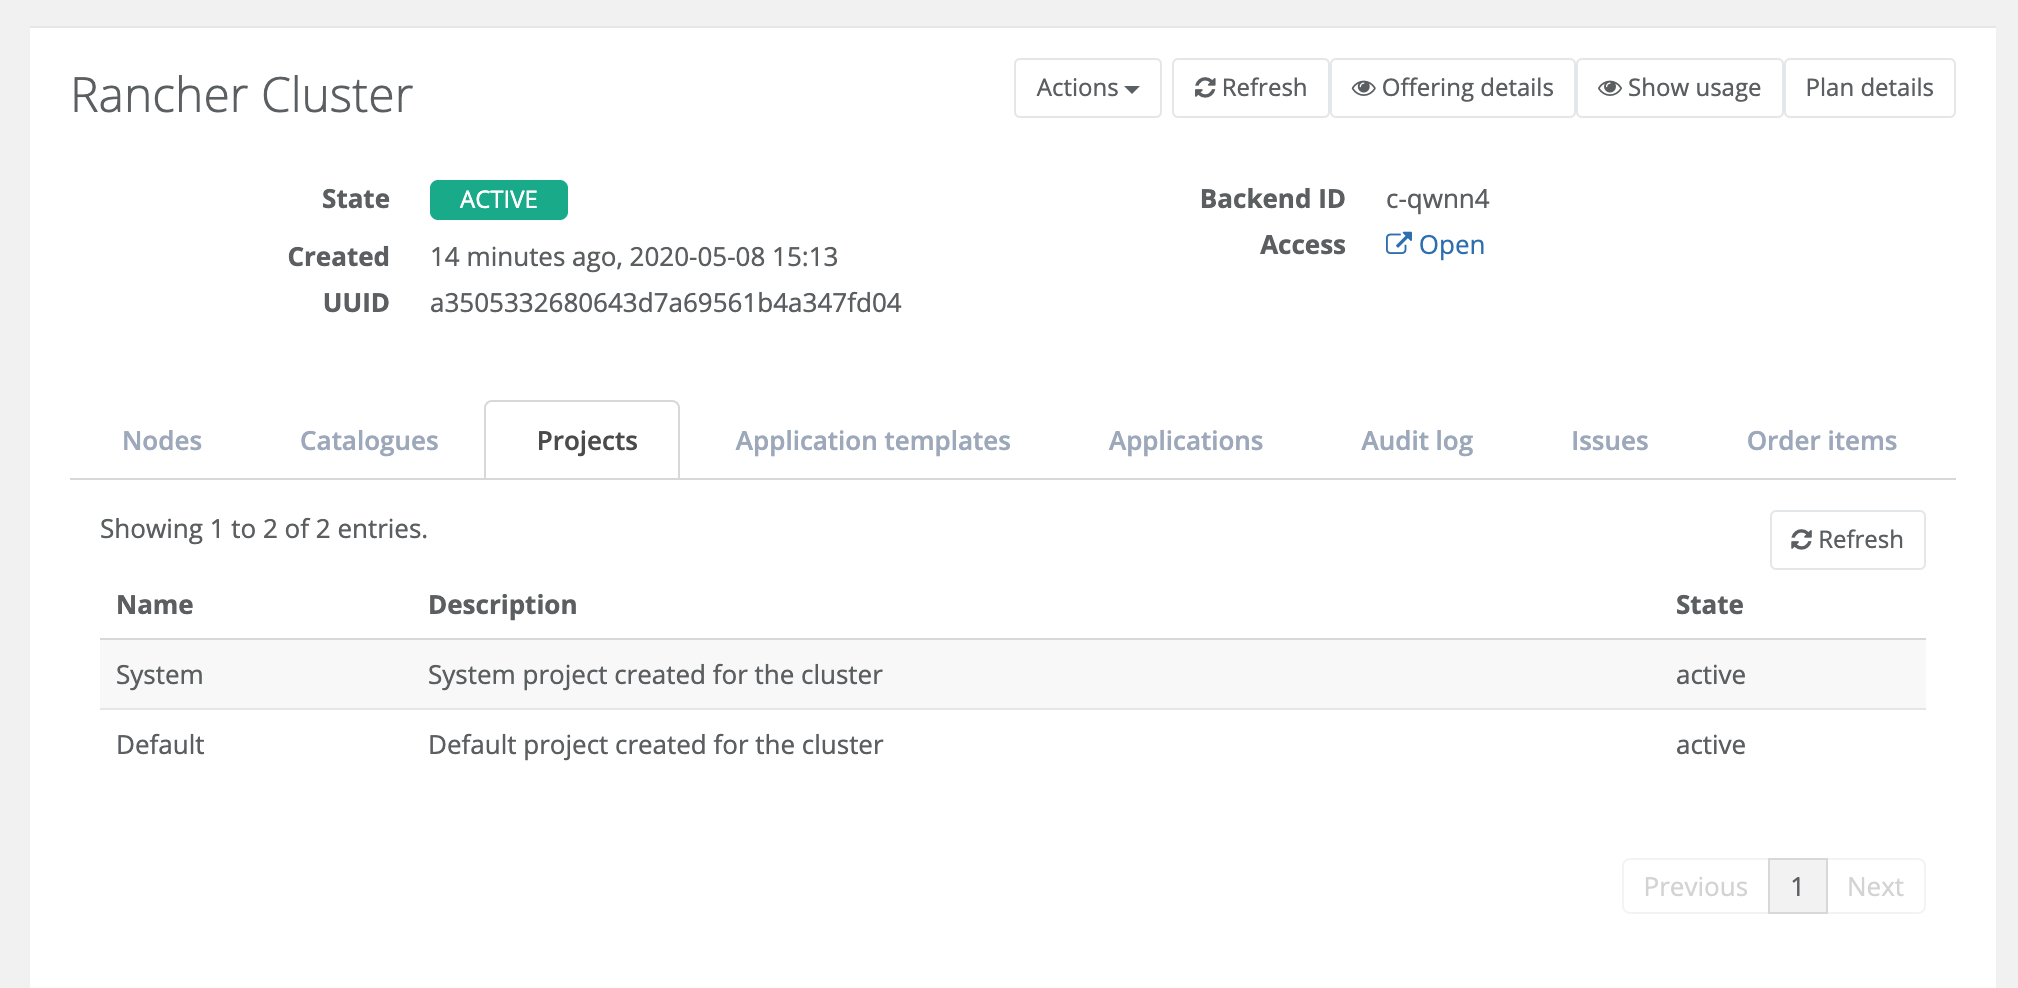 Rancher Cluster
Actions Refresh Offering details Show usage Plan details
State ACTIVE
Created 14 minutes ago, 2020-05-08 15:13
UUID a3505332680643d7a69561b4a347fd04
Backend ID c-qwnn4
Access Open
Nodes Catalogues Projects Application templates Applications Audit log Issues Order items
Showing 1 to 2 of 2 entries.
Refresh
Name Description State
System System project created for the cluster active
Default Default project created for the cluster active
Previous 1 Next